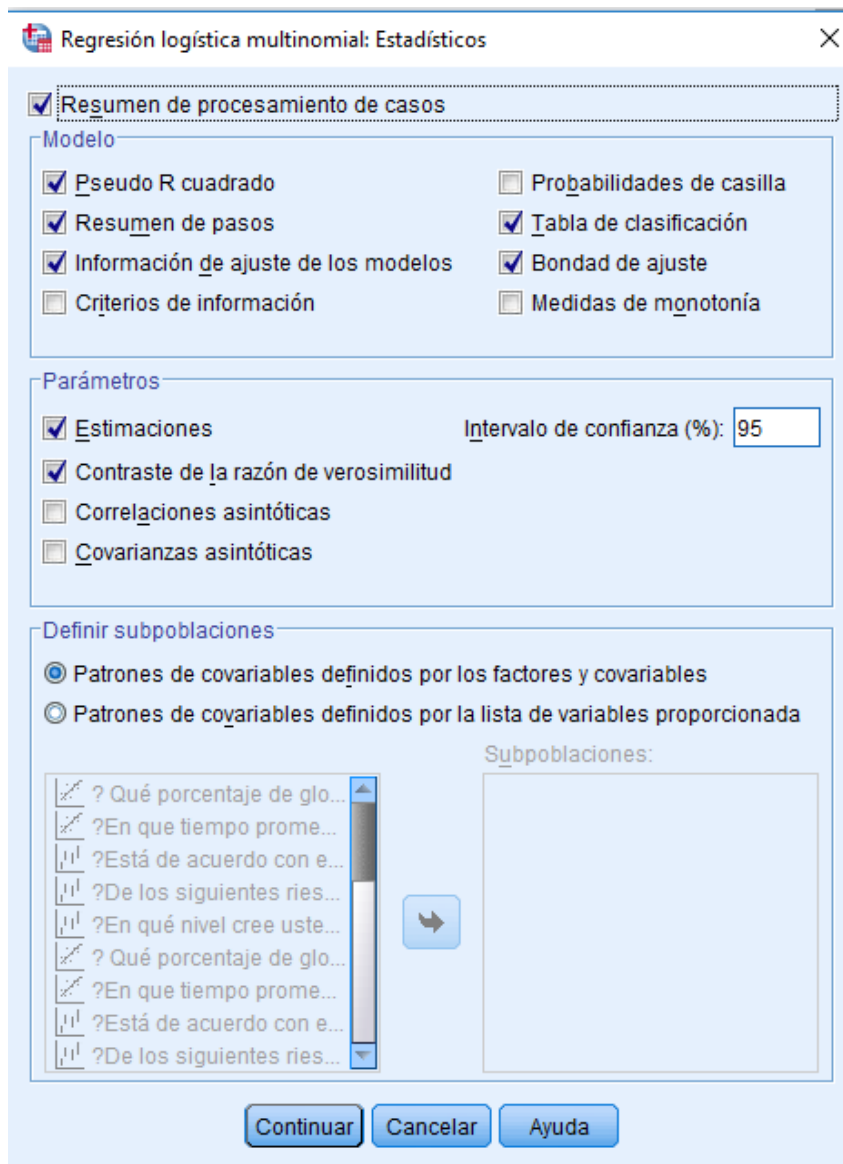 Regresión logística multinomial: Estadísticos
Resumen de procesamiento de casos
Modelo
Pseudo R cuadrado
Probabilidades de casilla
Resumen de pasos
Tabla de clasificación
Información de ajuste de los modelos
Bondad de ajuste
Criterios de información
Medidas de monotonía
Parámetros
Estimaciones
Intervalo de confianza (%): 95
Contraste de la razón de verosimilitud
Correlaciones asintóticas
Covarianzas asintóticas
Definir subpoblaciones
Patrones de covariables definidos por los factores y covariables
Patrones de covariables definidos por la lista de variables proporcionada
Subpoblaciones:
? Qué porcentaje de glo...
?En que tiempo prome...
?Está de acuerdo con e...
?De los siguientes ries...
?En qué nivel cree uste...
? Qué porcentaje de glo...
?En que tiempo prome...
?Está de acuerdo con e...
?De los siguientes ries...
Continuar
Cancelar
Ayuda